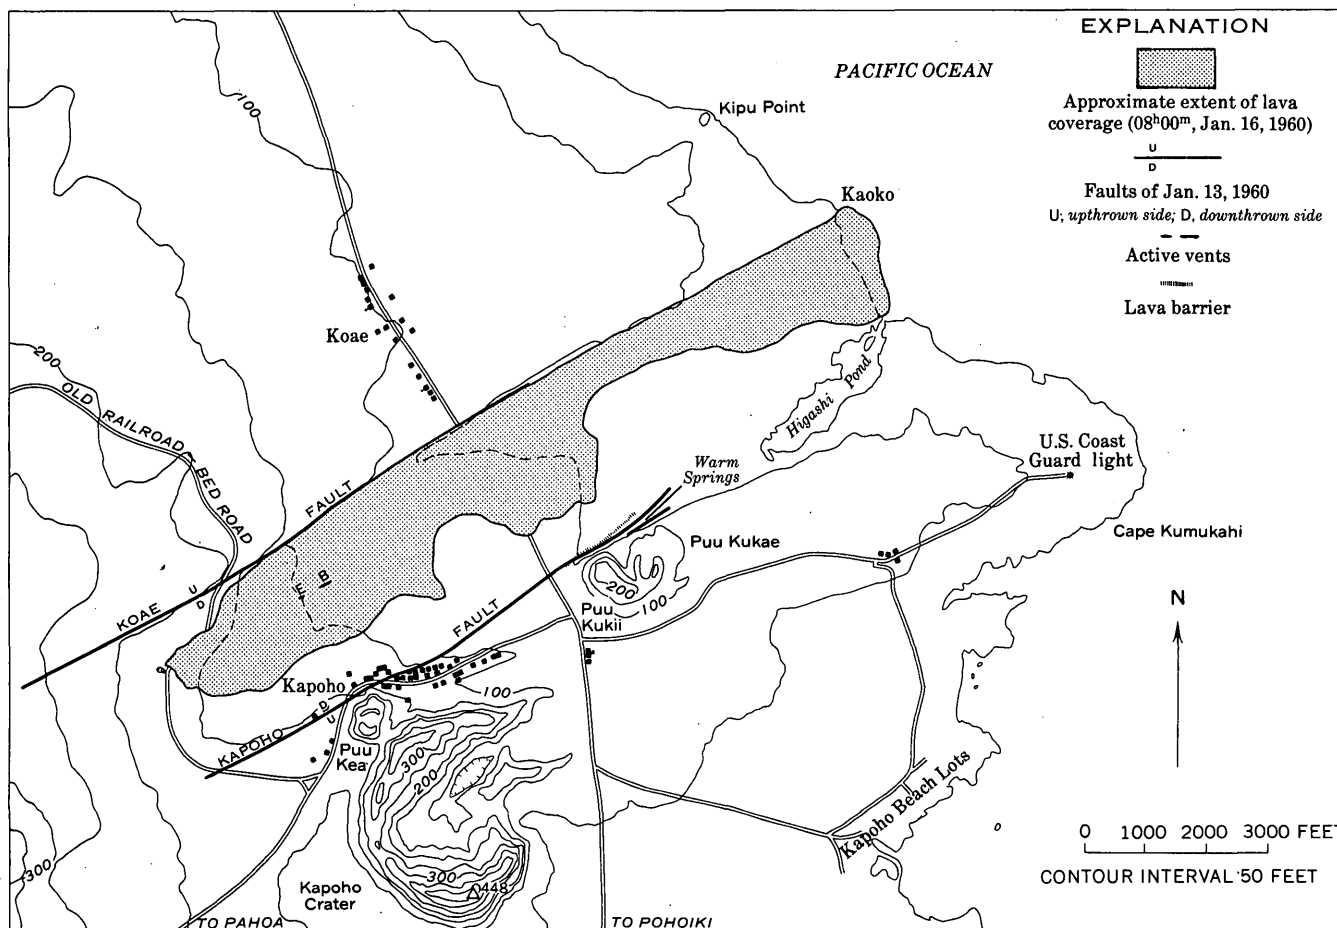 EXPLANATION
PACIFIC OCEAN
Approximate extent of lava
coverage (08ʰ00ᵐ, Jan. 16, 1960)
U
D
Faults of Jan. 13, 1960
U, upthrown side; D, downthrown side
Active vents
Lava barrier
Kipu Point
100
Kaoko
Koae
200
OLD RAILROAD BED ROAD
Higashi Pond
U.S. Coast
Guard light
Warm
Springs
FAULT
Cape Kumukahi
Puu Kukae
B
E
U
D
KOAE
200
100
FAULT
Puu
Kukii
N
Kapoho
100
D
U
KAPOHO
Puu
Kea
300
200
Kapoho Beach Lots
0 1000 2000 3000 FEET
CONTOUR INTERVAL 50 FEET
300
300
448
Kapoho
Crater
TO PAHOA
TO POHOIKI